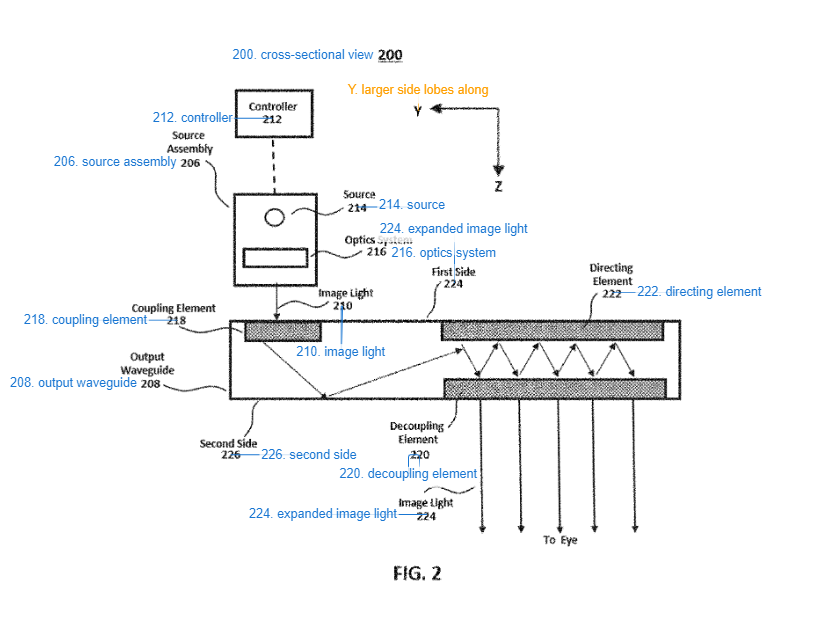 200. cross-sectional view 200
Y. larger side lobes along
Y
Z
Controller
212
212. controller
Source
Assembly
206
206. source assembly
Source
214
214. source
224. expanded image light
Optics System
216
216. optics system
First Side
224
Directing
Element
222
222. directing element
Image Light
210
210. image light
Coupling Element
218
218. coupling element
Output
Waveguide 208
208. output waveguide
Second Side
226
226. second side
Decoupling
Element
220
220. decoupling element
Image Light
224
224. expanded image light
To Eye
FIG. 2